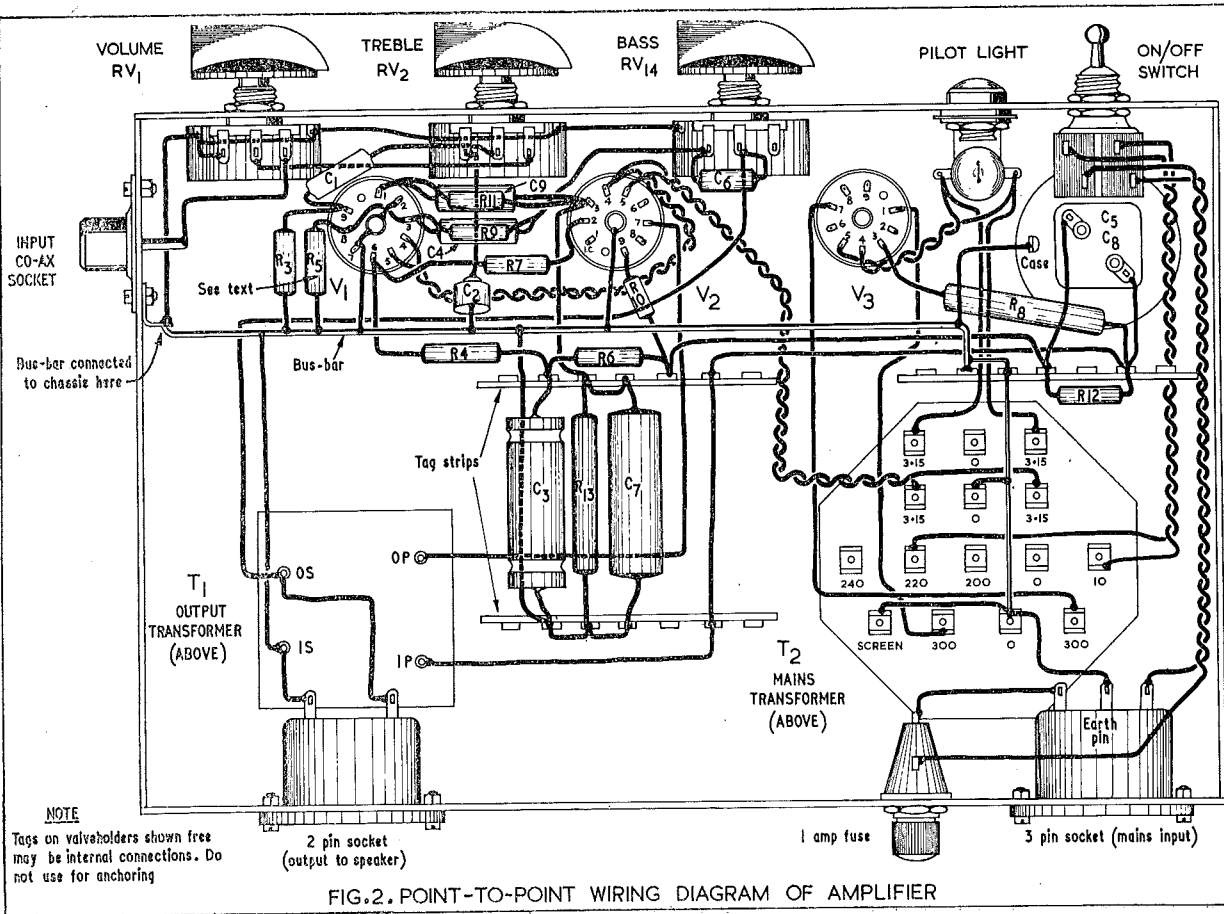 VOLUME
RV1
TREBLE
RV2
BASS
RV14
PILOT LIGHT
ON/OFF
SWITCH
INPUT
CO-AX
SOCKET
C1
C9
R11
R9
C4
C6
C5
C8
Case
R3
R5
See text
V1
R7
C2
R10
V2
V3
R8
Bus-bar connected
to chassis here
Bus-bar
R4
R6
R12
Tag strips
C3
R13
C7
3·15
0
3·15
3·15
0
3·15
240
220
200
0
10
SCREEN
300
0
300
T1
OUTPUT
TRANSFORMER
(ABOVE)
OS
IS
OP
IP
T2
MAINS
TRANSFORMER
(ABOVE)
Earth
pin
NOTE
Tags on valveholders shown free
may be internal connections. Do
not use for anchoring
2 pin socket
(output to speaker)
1 amp fuse
3 pin socket (mains input)
FIG.2. POINT-TO-POINT WIRING DIAGRAM OF AMPLIFIER